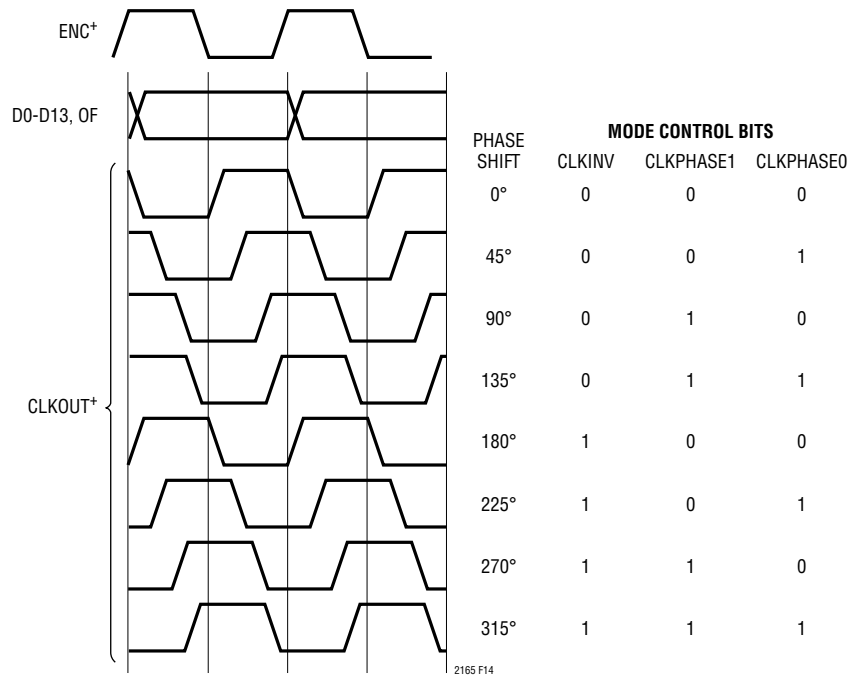 ENC+
D0-D13, OF
CLKOUT+
PHASE SHIFT
MODE CONTROL BITS
CLKINV CLKPHASE1 CLKPHASE0
0° 0 0 0
45° 0 0 1
90° 0 1 0
135° 0 1 1
180° 1 0 0
225° 1 0 1
270° 1 1 0
315° 1 1 1
2165 F14